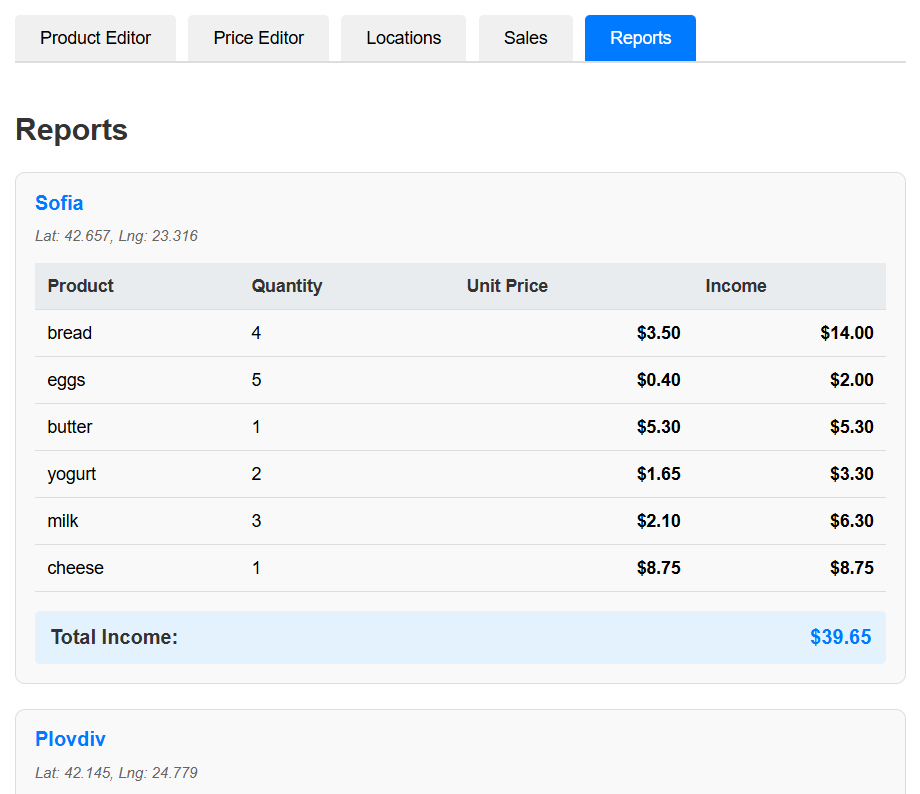 Product Editor Price Editor Locations Sales Reports
Reports
Sofia
Lat: 42.657, Lng: 23.316
Product Quantity Unit Price Income
bread 4 $3.50 $14.00
eggs 5 $0.40 $2.00
butter 1 $5.30 $5.30
yogurt 2 $1.65 $3.30
milk 3 $2.10 $6.30
cheese 1 $8.75 $8.75
Total Income: $39.65
Plovdiv
Lat: 42.145, Lng: 24.779